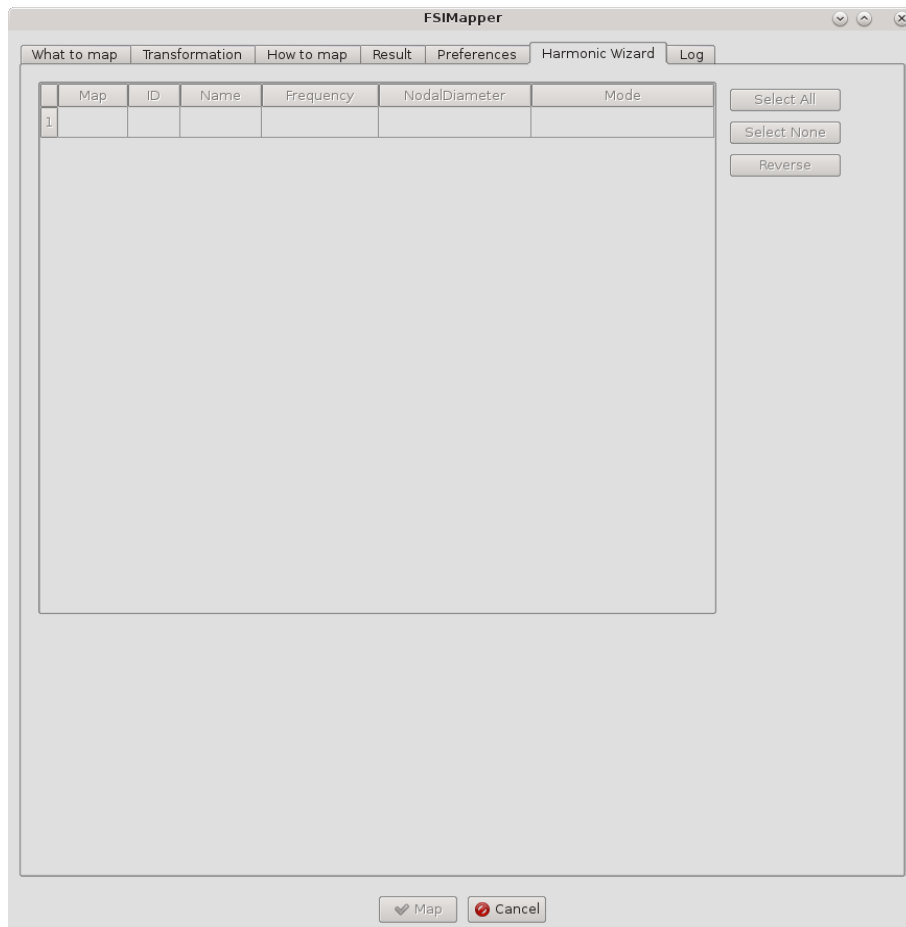 FSIMapper
What to map Transformation How to map Result Preferences Harmonic Wizard Log
Map ID Name Frequency NodalDiameter Mode
1
Select All
Select None
Reverse
Map Cancel